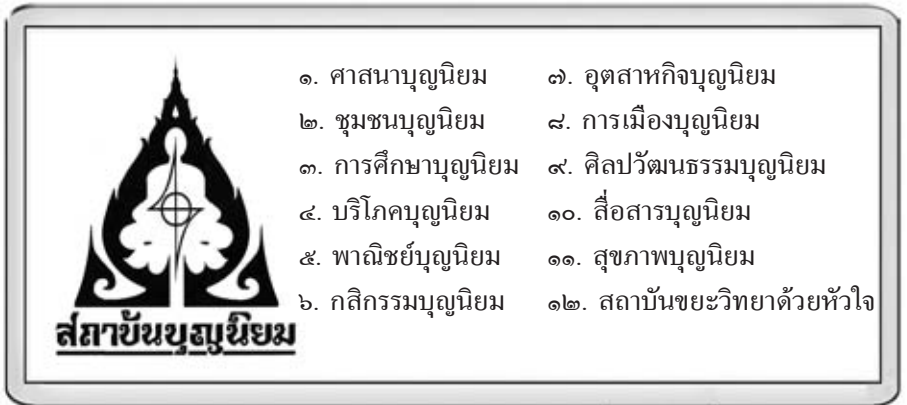 ๑. ศาสนาบุญนิยม
๒. ชุมชนบุญนิยม
๓. การศึกษาบุญนิยม
๔. บริโภคบุญนิยม
๕. พาณิชย์บุญนิยม
๖. กสิกรรมบุญนิยม
๗. อุตสาหกิจบุญนิยม
๘. การเมืองบุญนิยม
๙. ศิลปวัฒนธรรมบุญนิยม
๑๐. สื่อสารบุญนิยม
๑๑. สุขภาพบุญนิยม
๑๒. สถาบันขยะวิทยาด้วยหัวใจ
สถาบันบุญนิยม